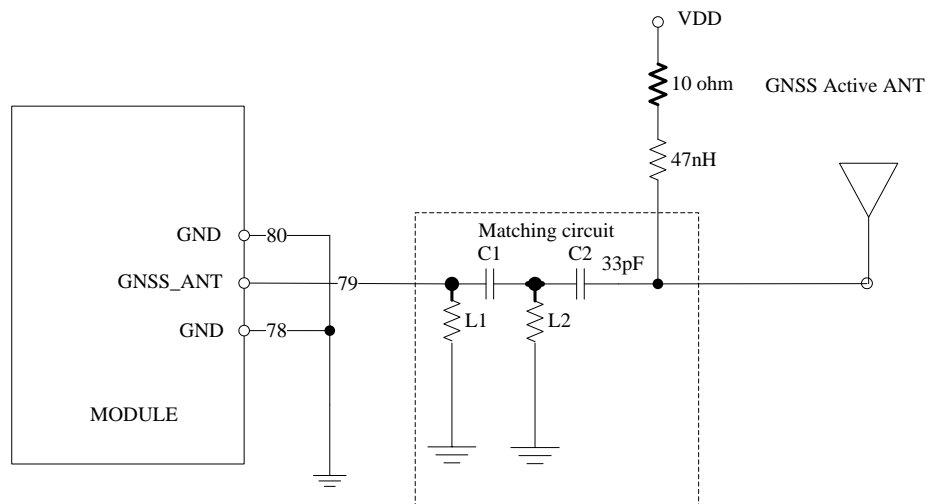 VDD
10 ohm
GNSS Active ANT
47nH
Matching circuit
GND
80
C1
C2
33pF
GNSS_ANT
79
L1
L2
GND
78
MODULE